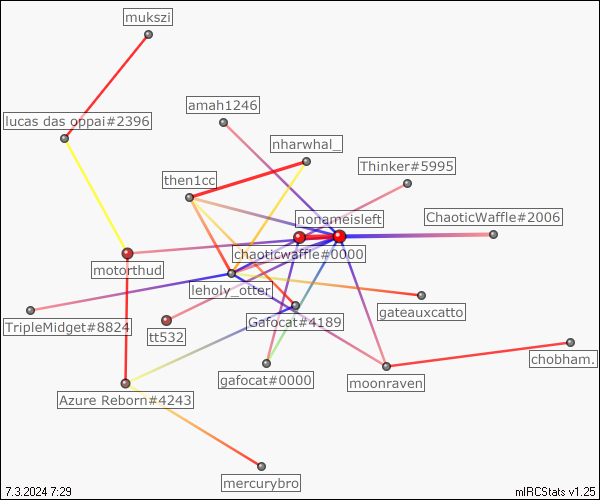 mukszi
lucas das oppai#2396
amah1246
nharwhal_
then1cc
Thinker#5995
nonameisleft
ChaoticWaffle#2006
chaoticwaffle#0000
motorthud
leholy_otter
TripleMidget#8824
Gafocat#4189
gateauxcatto
tt532
chobham.
gafocat#0000
moonraven
Azure Reborn#4243
mercurybro
7.3.2024 7:29
mIRCStats v1.25